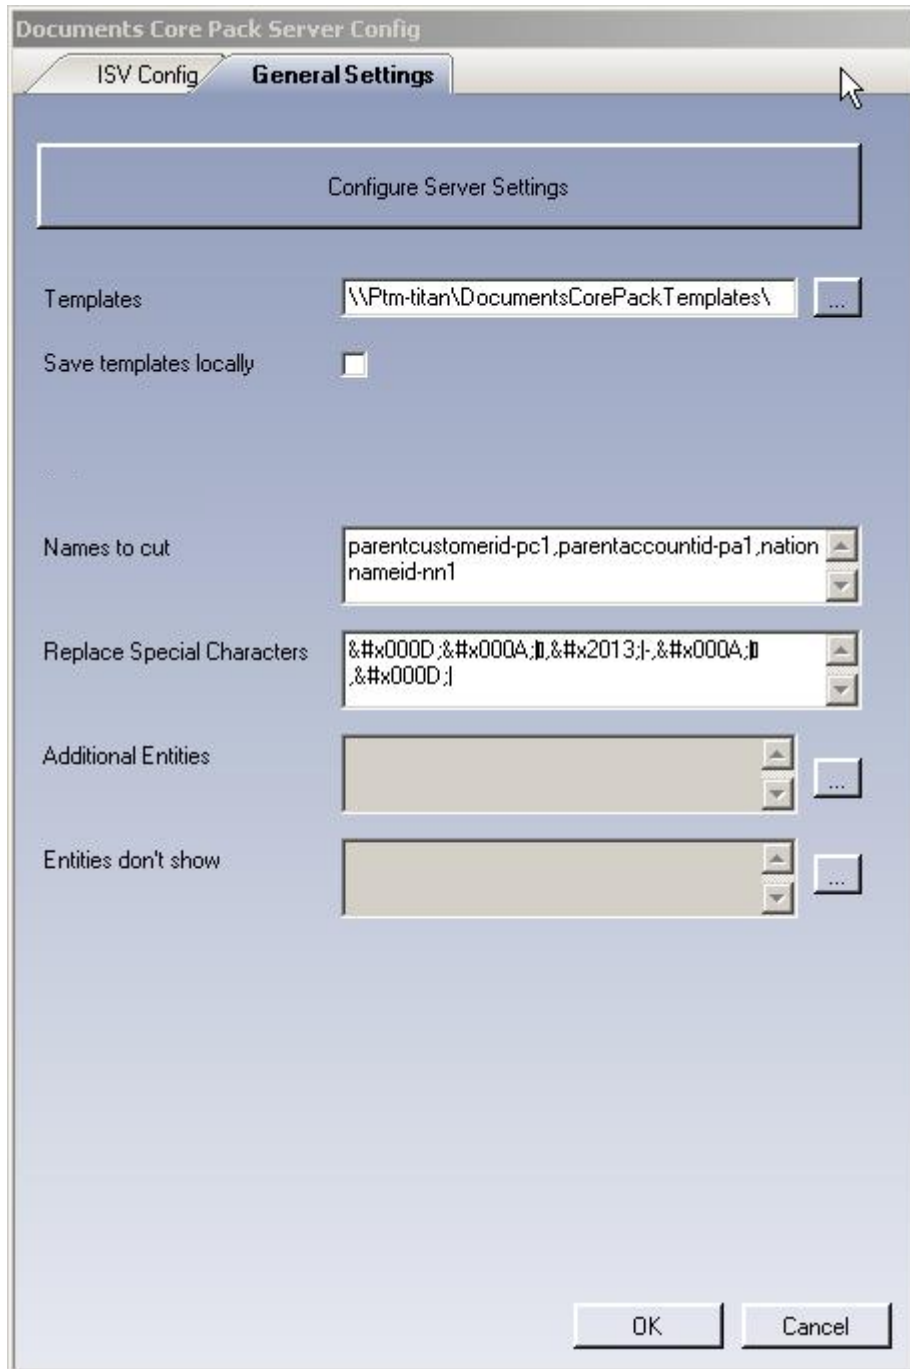 Documents Core Pack Server Config
ISV Config
General Settings
Configure Server Settings
Templates
\\Ptm-titan\DocumentsCorePackTemplates\
...
Save templates locally
Names to cut
parentcustomerid-pc1,parentaccountid-pa1,nation
nameid-nn1
Replace Special Characters
&#x000D;&#x000A;|▯,&#x2013;|-,&#x000A;|▯
,&#x000D;|
Additional Entities
...
Entities don't show
...
OK
Cancel